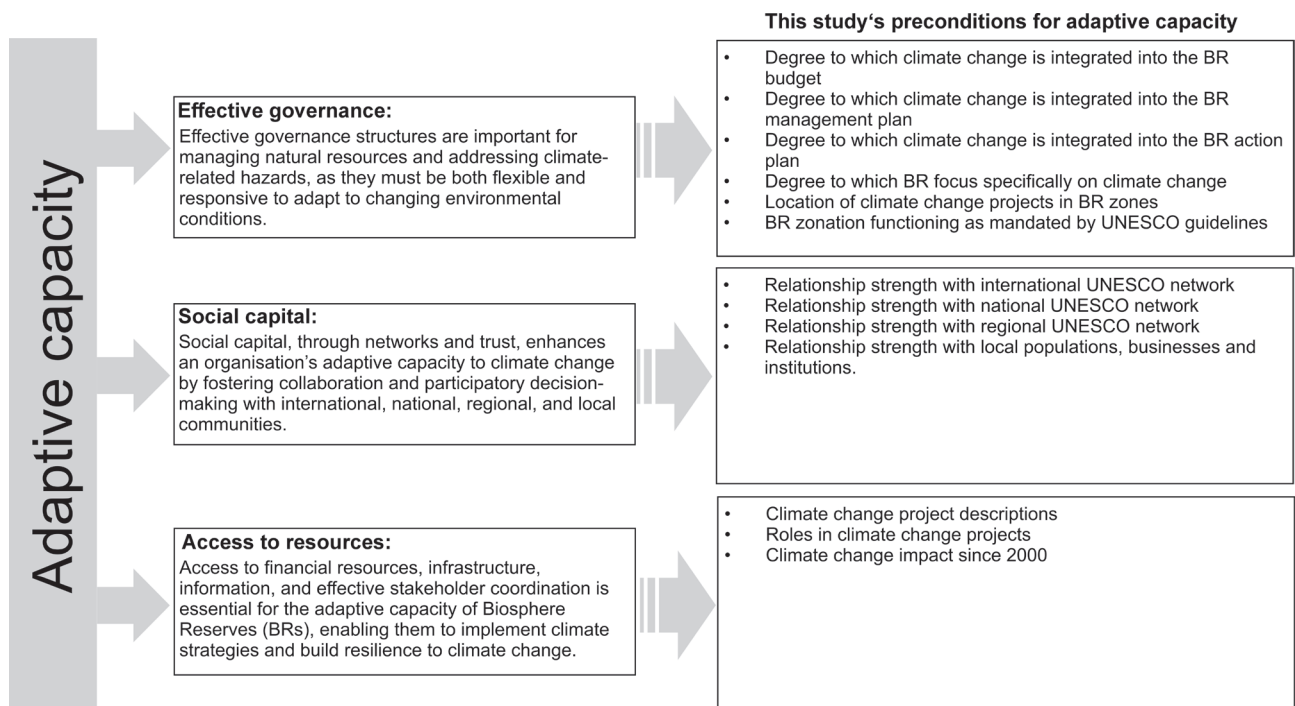 This study‘s preconditions for adaptive capacity
Adaptive capacity
Effective governance:
Effective governance structures are important for
managing natural resources and addressing climate-
related hazards, as they must be both flexible and
responsive to adapt to changing environmental
conditions.
• Degree to which climate change is integrated into the BR
budget
• Degree to which climate change is integrated into the BR
management plan
• Degree to which climate change is integrated into the BR action
plan
• Degree to which BR focus specifically on climate change
• Location of climate change projects in BR zones
• BR zonation functioning as mandated by UNESCO guidelines
Social capital:
Social capital, through networks and trust, enhances
an organisation’s adaptive capacity to climate change
by fostering collaboration and participatory decision-
making with international, national, regional, and local
communities.
• Relationship strength with international UNESCO network
• Relationship strength with national UNESCO network
• Relationship strength with regional UNESCO network
• Relationship strength with local populations, businesses and
institutions.
Access to resources:
Access to financial resources, infrastructure,
information, and effective stakeholder coordination is
essential for the adaptive capacity of Biosphere
Reserves (BRs), enabling them to implement climate
strategies and build resilience to climate change.
• Climate change project descriptions
• Roles in climate change projects
• Climate change impact since 2000